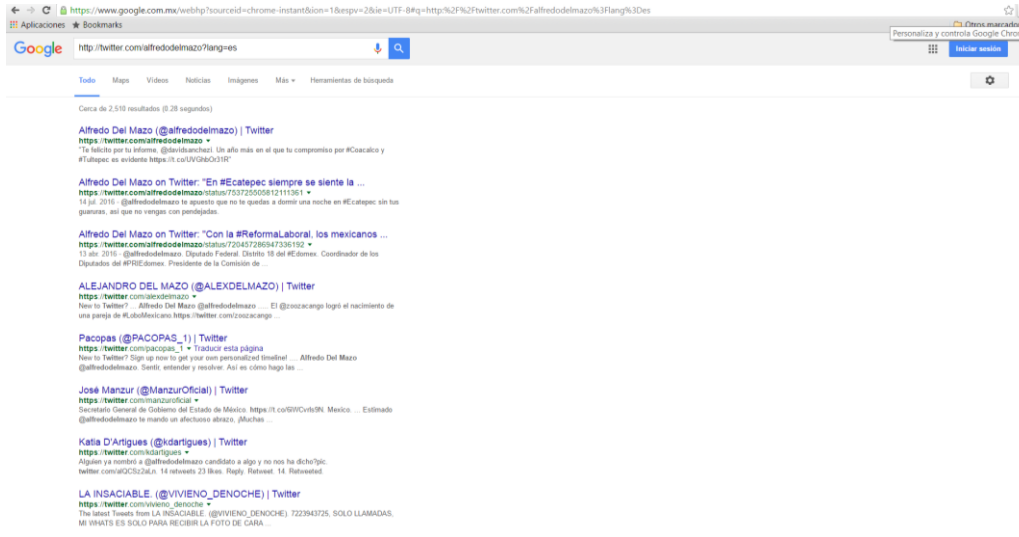 https://www.google.com.mx/webhp?sourceid=chrome-instant&ion=1&espv=2&ie=UTF-8#q=http:%2F%2Ftwitter.com%2Falfredodelmazo%3Flang%3Des
Aplicaciones Bookmarks Otros marcado
Personaliza y controla Google Chrom
Google http://twitter.com/alfredodelmazo?lang=es Iniciar sesión
Todo Maps Videos Noticias Imágenes Más Herramientas de búsqueda
Cerca de 2,510 resultados (0.28 segundos)
Alfredo Del Mazo (@alfredodelmazo) | Twitter
https://twitter.com/alfredodelmazo
"Te felicito por tu informe, @davidsanchezi. Un año más en el que tu compromiso por #Coacalco y
#Tultepec es evidente https://t.co/UVGhbOr31R"
Alfredo Del Mazo on Twitter: "En #Ecatepec siempre se siente la ...
https://twitter.com/alfredodelmazo/status/753725505812111361
14 jul. 2016 - @alfredodelmazo te apuesto que no te quedas a dormir una noche en #Ecatepec sin tus
guaruras, asi que no vengas con pendejadas.
Alfredo Del Mazo on Twitter: "Con la #ReformaLaboral, los mexicanos ...
https://twitter.com/alfredodelmazo/status/720457286947336192
13 abr. 2016 - @alfredodelmazo. Diputado Federal. Distrito 18 del #Edomex. Coordinador de los
Diputados del #PRIEdomex. Presidente de la Comisión de ...
ALEJANDRO DEL MAZO (@ALEXDELMAZO) | Twitter
https://twitter.com/alexdelmazo
New to Twitter? ... Alfredo Del Mazo @alfredodelmazo ..... El @zoozacango logró el nacimiento de
una pareja de #LoboMexicano https://twitter.com/zoozacango ...
Pacopas (@PACOPAS_1) | Twitter
https://twitter.com/pacopas_1 Traducir esta página
New to Twitter? Sign up now to get your own personalized timeline! .... Alfredo Del Mazo
@alfredodelmazo. Sentir, entender y resolver. Así es cómo hago las ...
José Manzur (@ManzurOficial) | Twitter
https://twitter.com/manzuroficial
Secretario General de Gobierno del Estado de México. https://t.co/6IWCvrls9N. Mexico. ... Estimado
@alfredodelmazo te mando un afectuoso abrazo, ¡Muchas ...
Katia D'Artigues (@kdartigues) | Twitter
https://twitter.com/kdartigues
Alguien ya nombró a @alfredodelmazo candidato a algo y no nos ha dicho?pic.
twitter.com/alQCSz2aLn. 14 retweets 23 likes. Reply. Retweet. 14. Retweeted.
LA INSACIABLE. (@VIVIENO_DENOCHE) | Twitter
https://twitter.com/vivieno_denoche
The latest Tweets from LA INSACIABLE. (@VIVIENO_DENOCHE). 7223943725, SOLO LLAMADAS,
MI WHATS ES SOLO PARA RECIBIR LA FOTO DE CARA ...